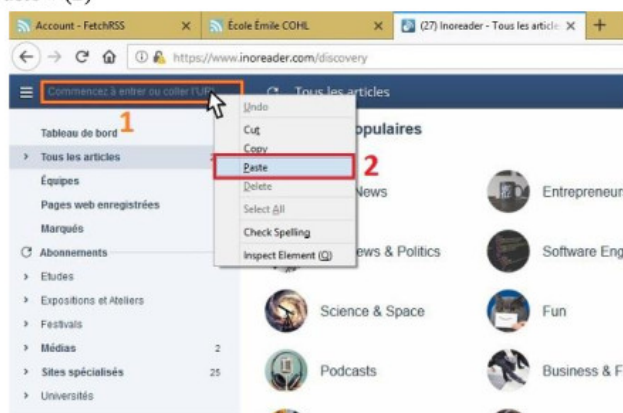 Account - FetchRSS
École Émile COHL
(27) Inoreader - Tous les article
https://www.inoreader.com/discovery
Commencez à entrer ou coller l'URL
Tous les articles
1
Undo
Cut
Copy
Paste
2
Delete
Select All
Check Spelling
Inspect Element (Q)
Tableau de bord
Tous les articles
Équipes
Pages web enregistrées
Marqués
Abonnements
Etudes
Expositions et Ateliers
Festivals
Médias 2
Sites spécialisés 25
Universités
opulaires
News
Entrepreneur
ews & Politics
Software Eng
Science & Space
Fun
Podcasts
Business & F